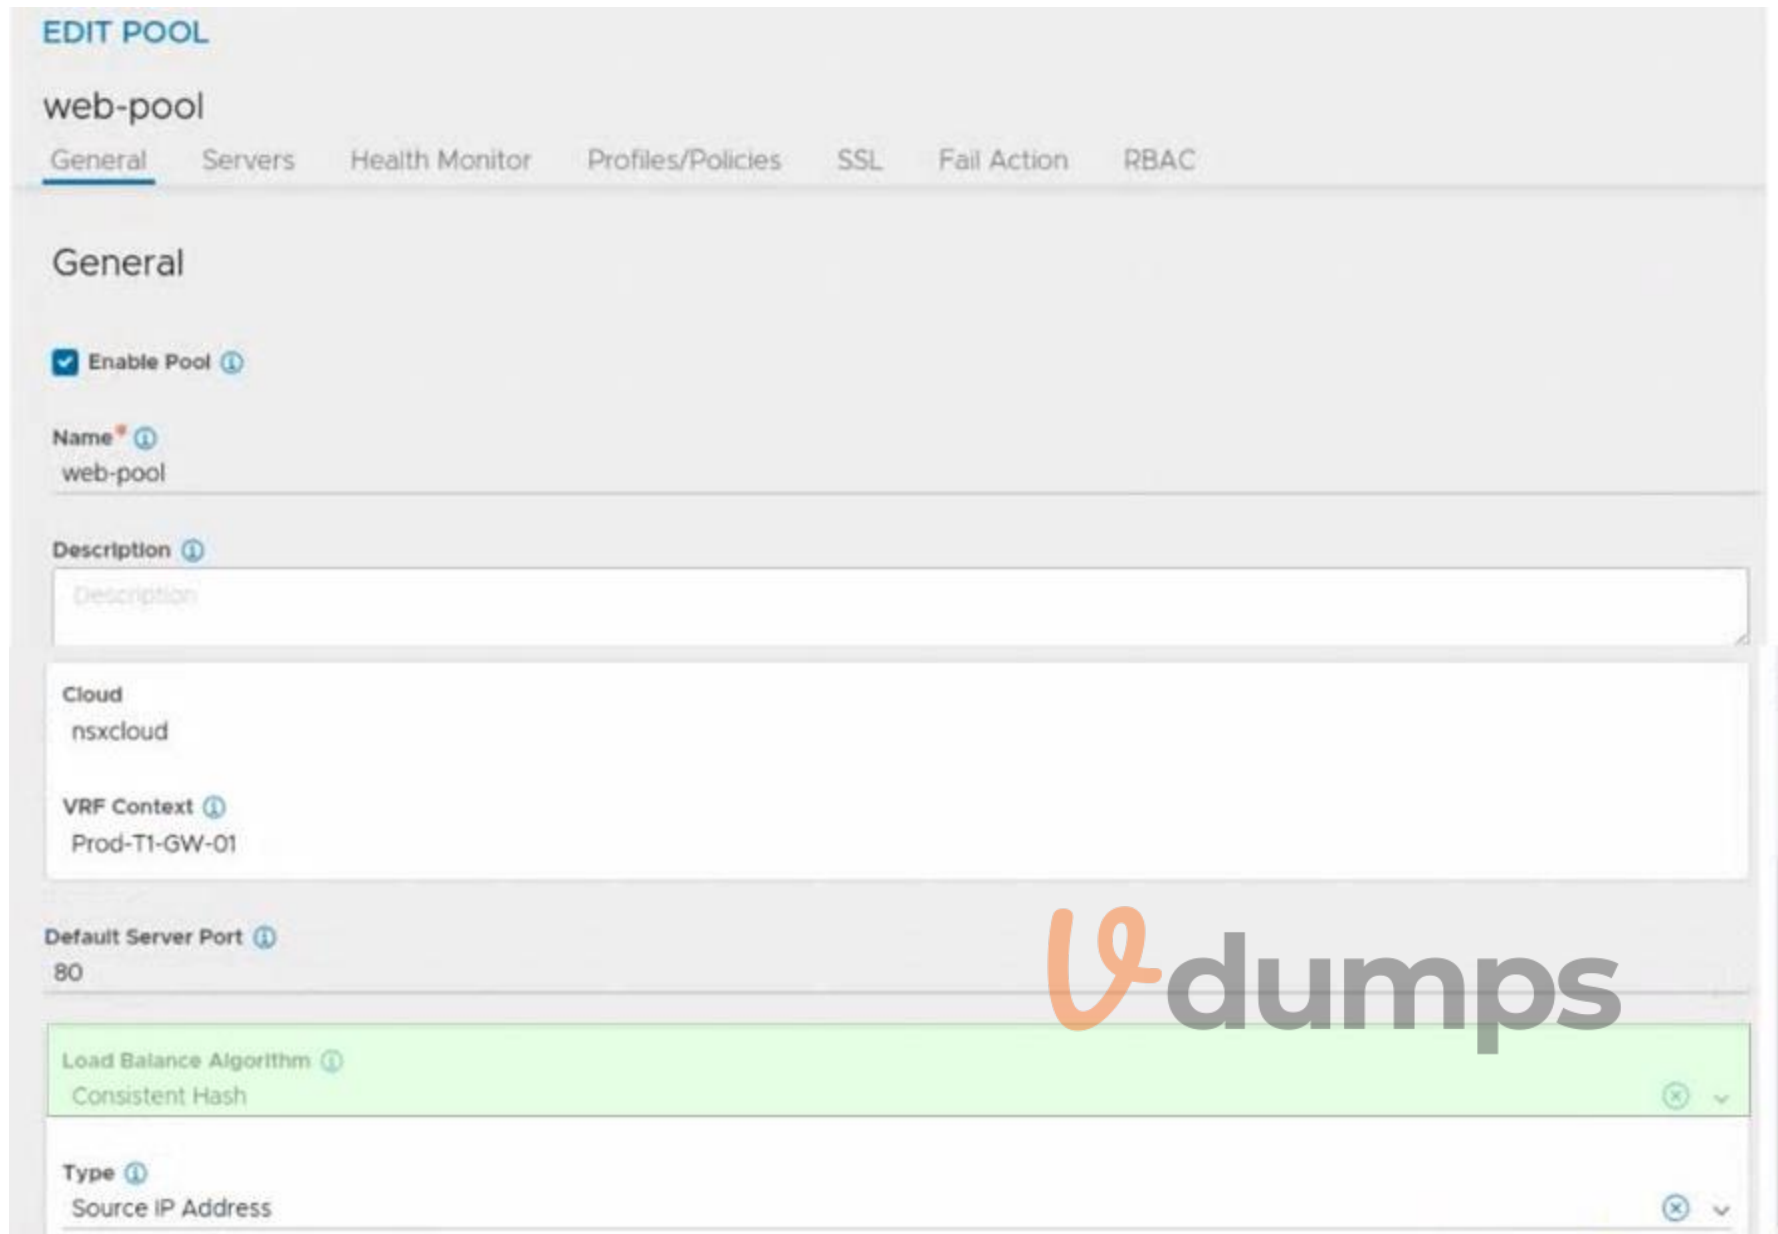 EDIT POOL
web-pool
General Servers Health Monitor Profiles/Policies SSL Fail Action RBAC
General
Enable Pool
Name*
web-pool
Description
Description
Cloud
nsxcloud
VRF Context
Prod-T1-GW-01
Default Server Port
80
Vdumps
Load Balance Algorithm
Consistent Hash
Type
Source IP Address